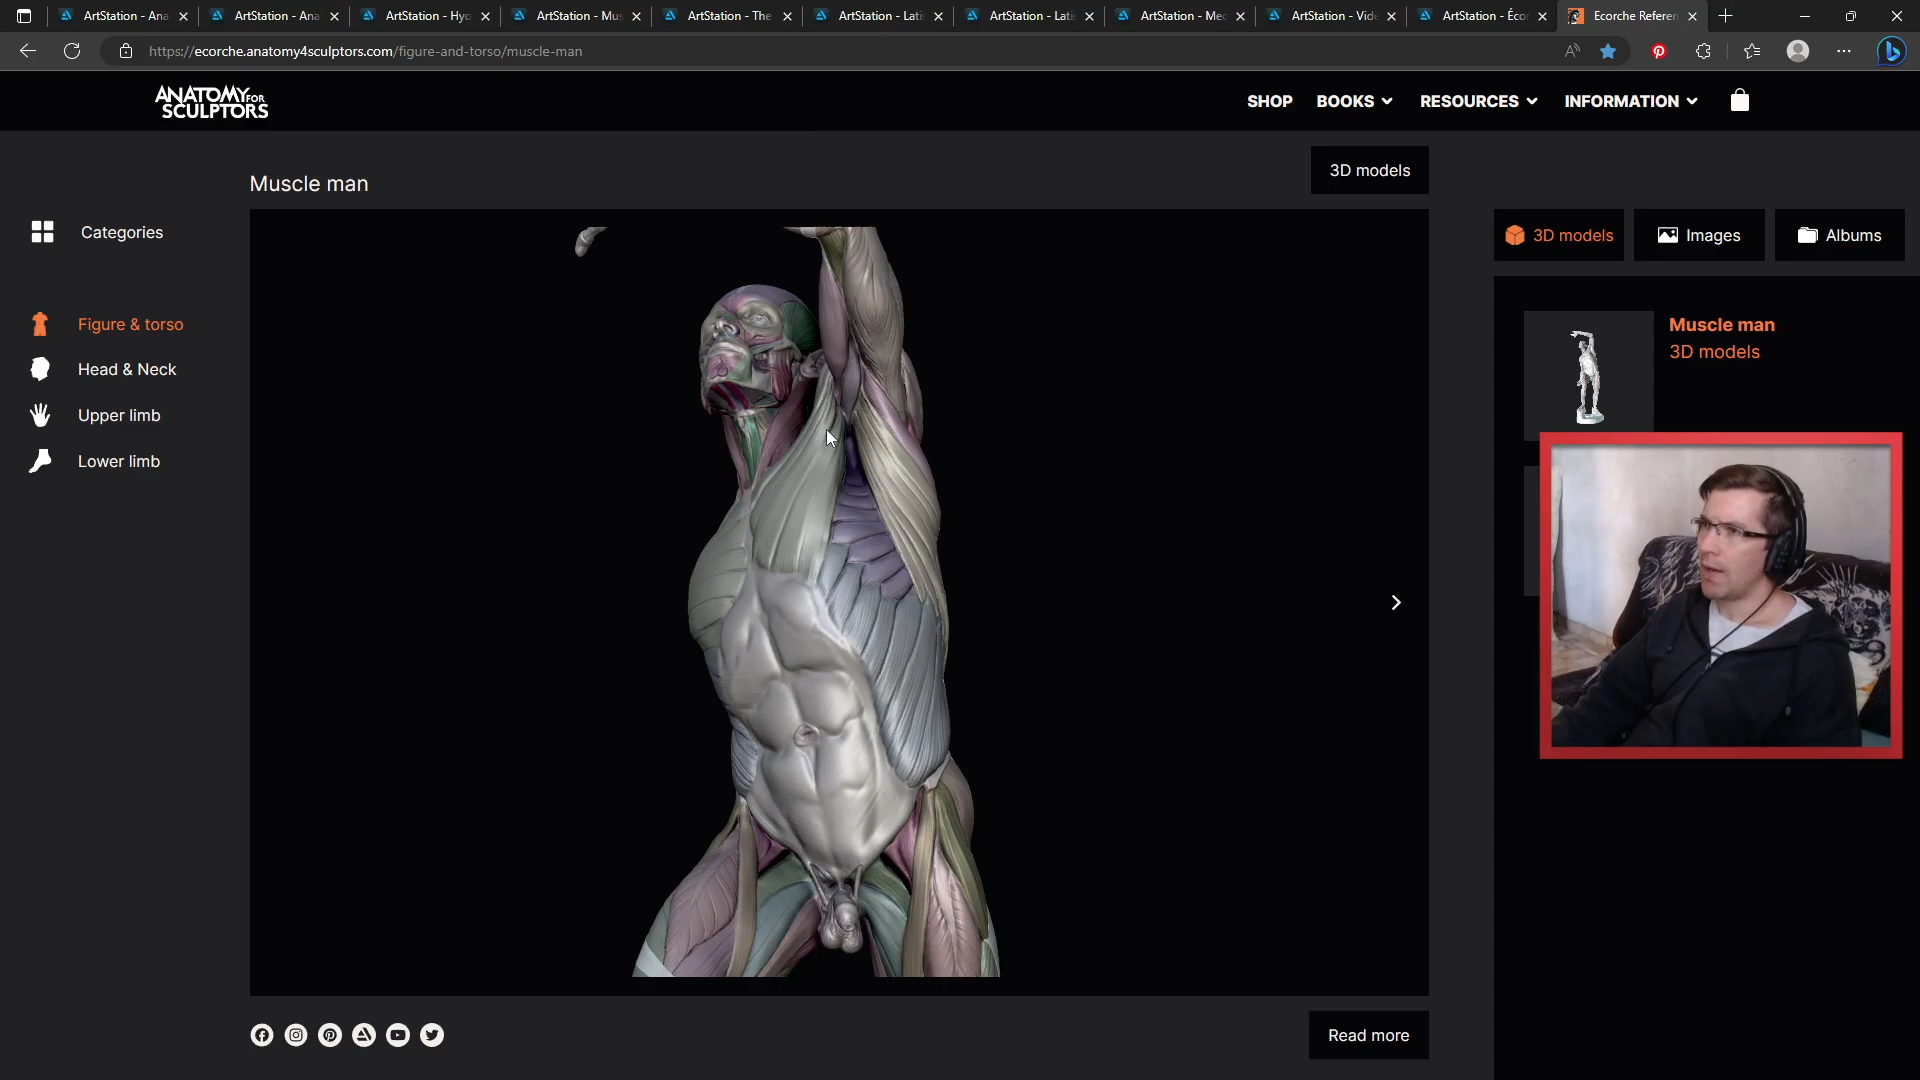 ArtStation - Ana
ArtStation - Ana
ArtStation - Hyo
ArtStation - Mus
ArtStation - The
ArtStation - Lati
ArtStation - Lati
ArtStation - Mec
ArtStation - Vide
ArtStation - Écor
Ecorche Referen
https://ecorche.anatomy4sculptors.com/figure-and-torso/muscle-man
ANATOMY FOR
SCULPTORS
SHOP
BOOKS
RESOURCES
INFORMATION
Muscle man
3D models
Categories
Figure & torso
Head & Neck
Upper limb
Lower limb
3D models
Images
Albums
Muscle man
3D models
Read more